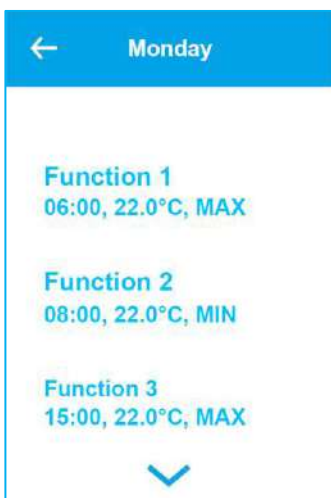 Monday
Function 1
06:00, 22.0°C, MAX
Function 2
08:00, 22.0°C, MIN
Function 3
15:00, 22.0°C, MAX